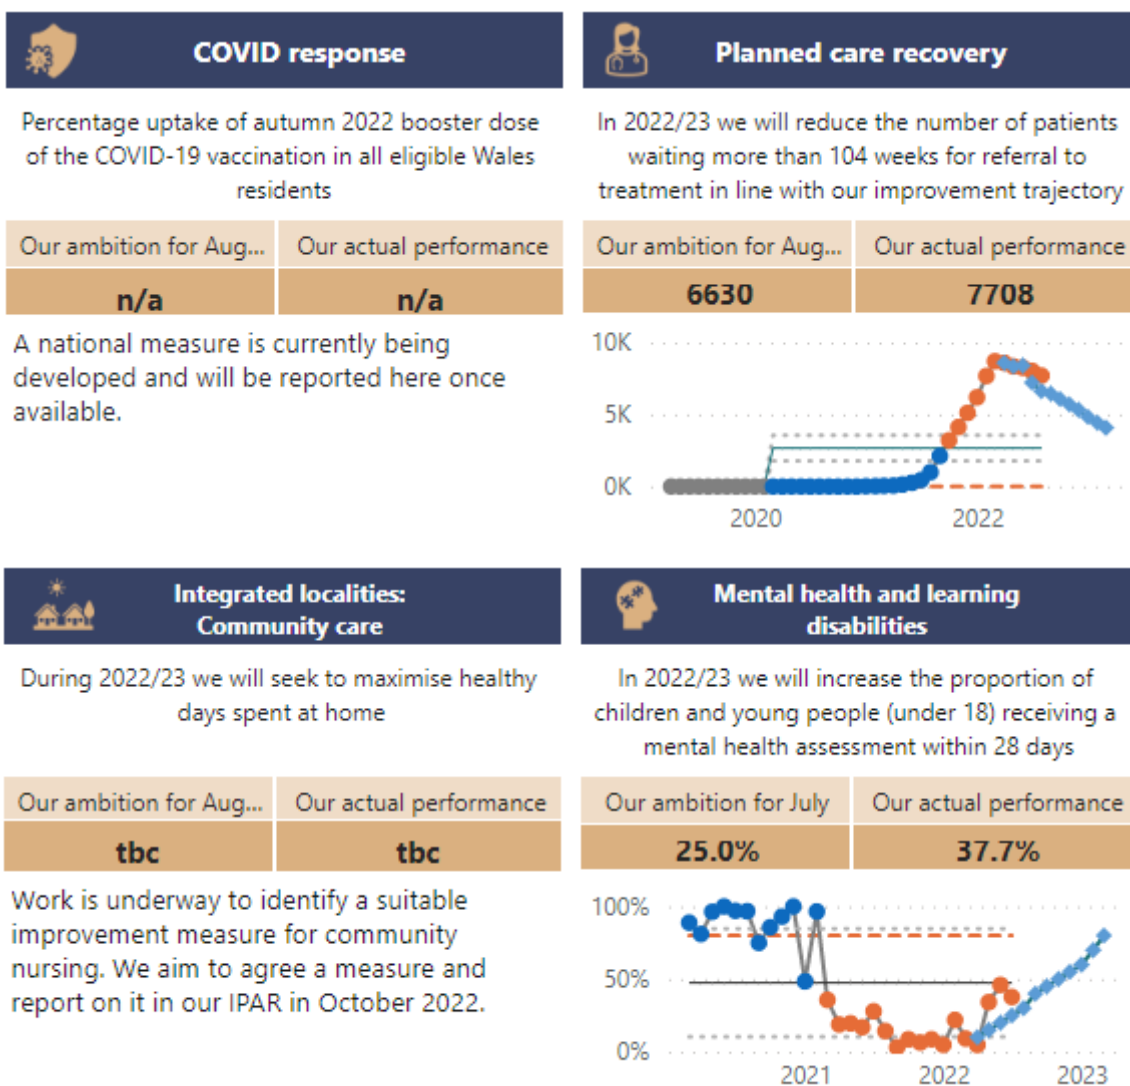 COVID response
Percentage uptake of autumn 2022 booster dose
of the COVID-19 vaccination in all eligible Wales
residents
Our ambition for Aug... Our actual performance
n/a n/a
A national measure is currently being
developed and will be reported here once
available.
Planned care recovery
In 2022/23 we will reduce the number of patients
waiting more than 104 weeks for referral to
treatment in line with our improvement trajectory
Our ambition for Aug... Our actual performance
6630 7708
10K
5K
0K
2020 2022
Integrated localities:
Community care
During 2022/23 we will seek to maximise healthy
days spent at home
Our ambition for Aug... Our actual performance
tbc tbc
Work is underway to identify a suitable
improvement measure for community
nursing. We aim to agree a measure and
report on it in our IPAR in October 2022.
Mental health and learning
disabilities
In 2022/23 we will increase the proportion of
children and young people (under 18) receiving a
mental health assessment within 28 days
Our ambition for July Our actual performance
25.0% 37.7%
100%
50%
0%
2021 2022 2023